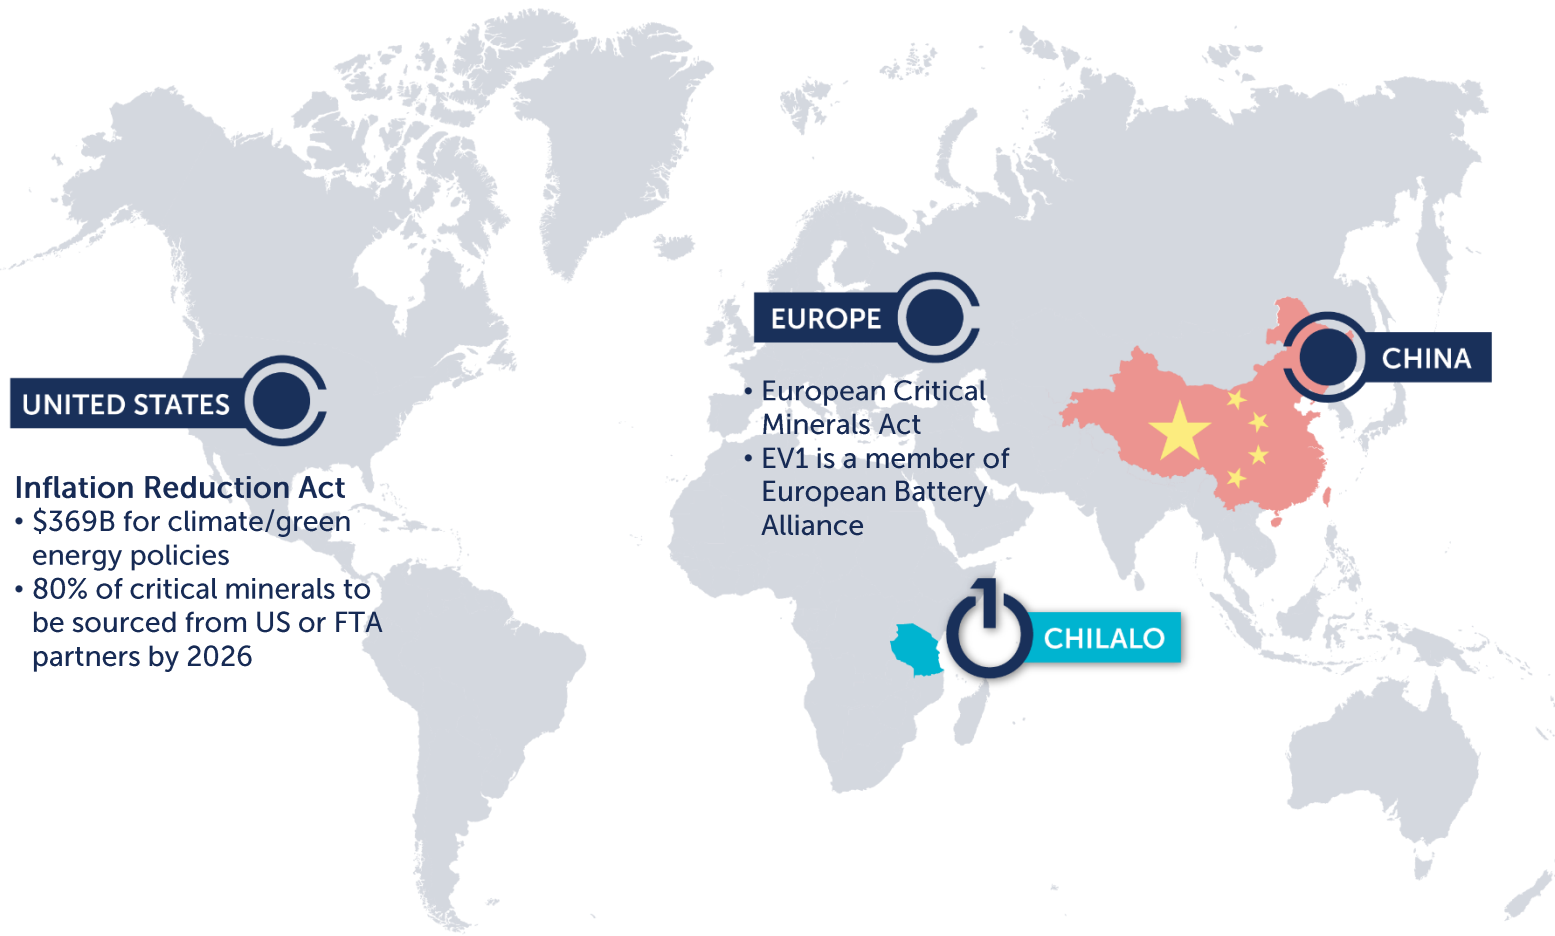 UNITED STATES
Inflation Reduction Act
• $369B for climate/green
energy policies
• 80% of critical minerals to
be sourced from US or FTA
partners by 2026
EUROPE
• European Critical
Minerals Act
• EV1 is a member of
European Battery
Alliance
CHINA
1
CHILALO